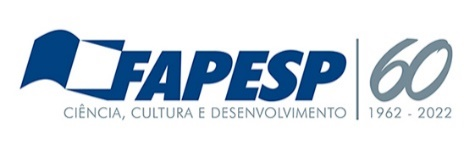 FAPESP 60
CIÊNCIA, CULTURA E DESENVOLVIMENTO 1962 - 2022